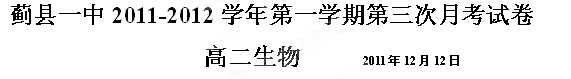 蓟县一中 2011-2012 学年第一学期第三次月考试卷
高二生物 2011 年 12 月 12 日